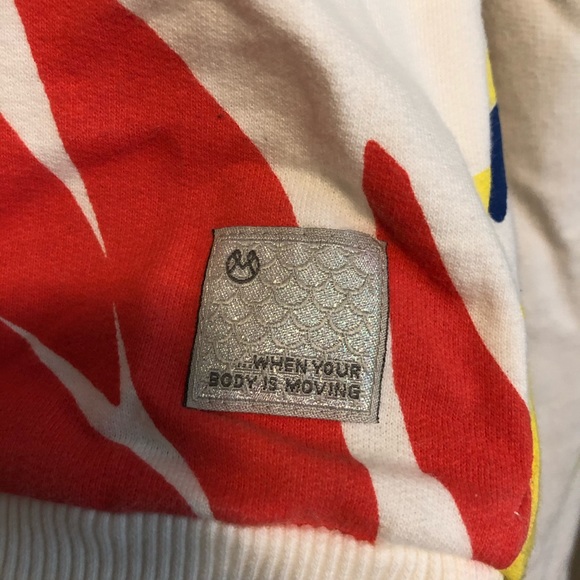 ...WHEN YOUR
BODY IS MOVING